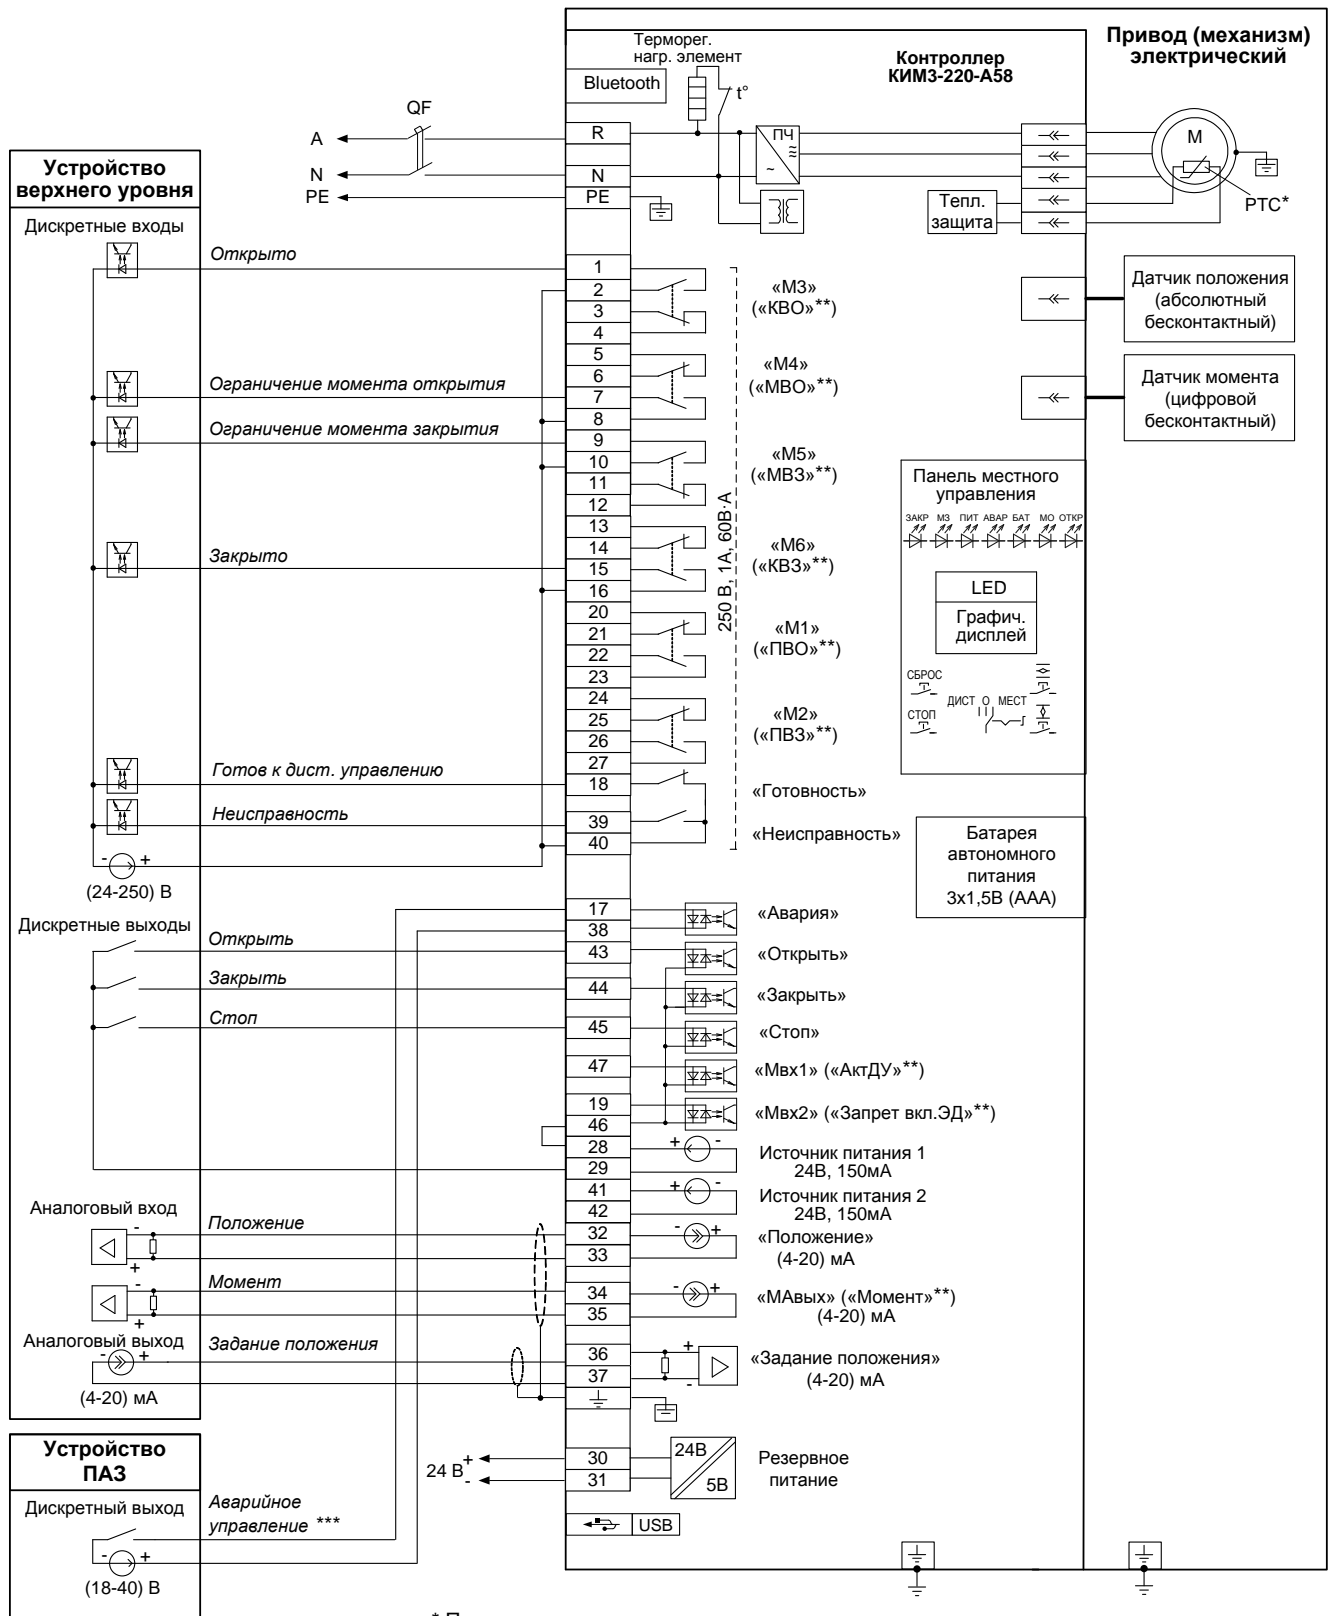 Привод (механизм)
электрический
Контроллер
КИМ3-220-А58
Терморег.
нагр. элемент
Bluetooth
t°
QF
A
N
PE
R
N
PE
ПЧ
≈
~
M
PTC*
Тепл.
защита
Устройство
верхнего уровня
Дискретные входы
Открыто
Ограничение момента открытия
Ограничение момента закрытия
Закрыто
Готов к дист. управлению
Неисправность
- +
(24-250) В
1
2
3
4
5
6
7
8
9
10
11
12
13
14
15
16
20
21
22
23
24
25
26
27
18
39
40
«М3»
(«КВО»**)
«М4»
(«МВО»**)
«М5»
(«МВЗ»**)
«М6»
(«КВЗ»**)
«М1»
(«ПВО»**)
«М2»
(«ПВЗ»**)
«Готовность»
«Неисправность»
250 В, 1А, 60В·А
Датчик положения
(абсолютный
бесконтактный)
Датчик момента
(цифровой
бесконтактный)
Панель местного
управления
ЗАКР МЗ ПИТ АВАР БАТ МО ОТКР
LED
Графич.
дисплей
СБРОС
СТОП
ДИСТ О МЕСТ
Батарея
автономного
питания
3х1,5В (ААА)
Дискретные выходы
Открыть
Закрыть
Стоп
17
38
43
44
45
47
19
46
28
29
41
42
32
33
34
35
36
37
«Авария»
«Открыть»
«Закрыть»
«Стоп»
«Мвх1» («АктДУ»**)
«Мвх2» («Запрет вкл.ЭД»**)
+ -
Источник питания 1
24В, 150мА
+ -
Источник питания 2
24В, 150мА
- +
«Положение»
(4-20) мА
- +
«МАвых» («Момент»**)
(4-20) мА
+
-
«Задание положения»
(4-20) мА
Аналоговый вход
-
+
Положение
-
+
Момент
Аналоговый выход
- +
Задание положения
(4-20) мА
Устройство
ПАЗ
Дискретный выход
Аварийное
управление ***
- +
(18-40) В
24 В
+
-
30
31
24В
5В
Резервное
питание
USB